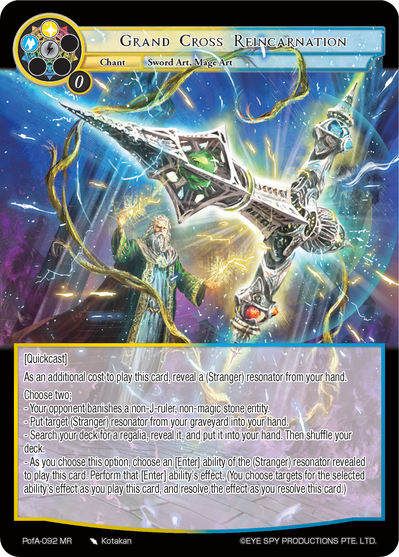 Grand Cross Reincarnation
Chant Sword Art, Mage Art
0
[Quickcast]
As an additional cost to play this card, reveal a (Stranger) resonator from your hand.
Choose two;
- Your opponent banishes a non-J-ruler, non-magic stone entity.
- Put target (Stranger) resonator from your graveyard into your hand.
- Search your deck for a regalia, reveal it, and put it into your hand. Then shuffle your
deck.
- As you choose this option, choose an [Enter] ability of the (Stranger) resonator revealed
to play this card. Perform that [Enter] ability's effect. (You choose targets for the selected
ability's effect as you play this card, and resolve the effect as you resolve this card.)
PofA-092 MR Kotakan ©EYE SPY PRODUCTIONS PTE. LTD.